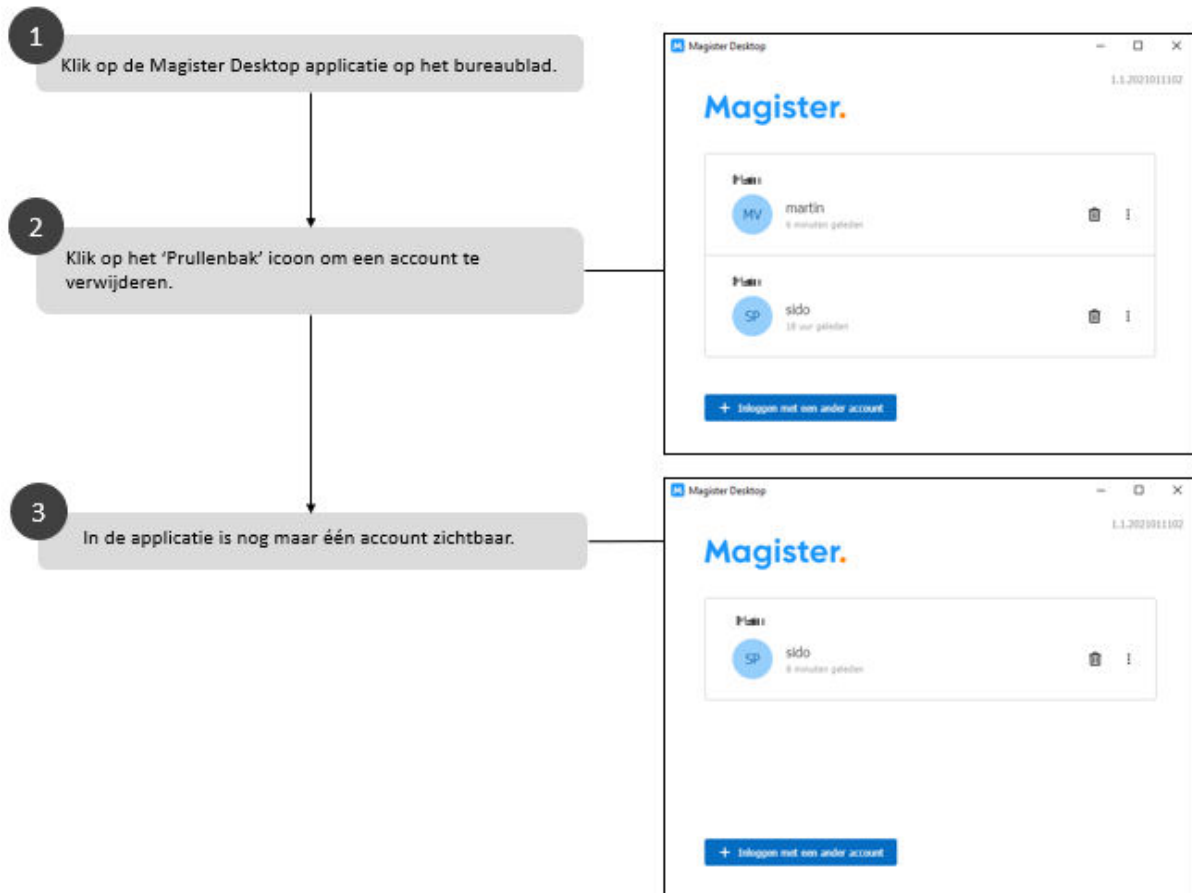 1
Klik op de Magister Desktop applicatie op het bureaublad.
2
Klik op het ‘Prullenbak’ icoon om een account te
verwijderen.
3
In de applicatie is nog maar één account zichtbaar.
Magister Desktop
1.1.2021011102
Magister.
MV
martin
6 minuten geleden
SP
sido
18 uur geleden
+ Inloggen met een ander account
Magister Desktop
1.1.2021011102
Magister.
SP
sido
8 minuten geleden
+ Inloggen met een ander account